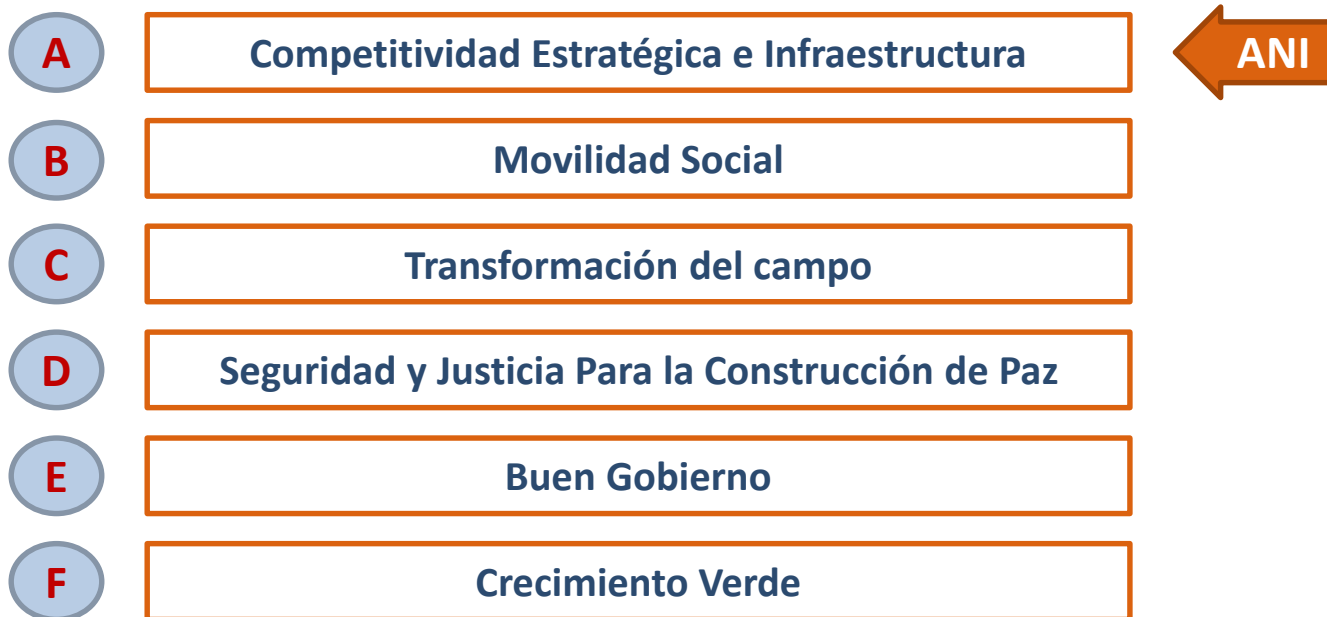 A Competitividad Estratégica e Infraestructura ANI
B Movilidad Social
C Transformación del campo
D Seguridad y Justicia Para la Construcción de Paz
E Buen Gobierno
F Crecimiento Verde